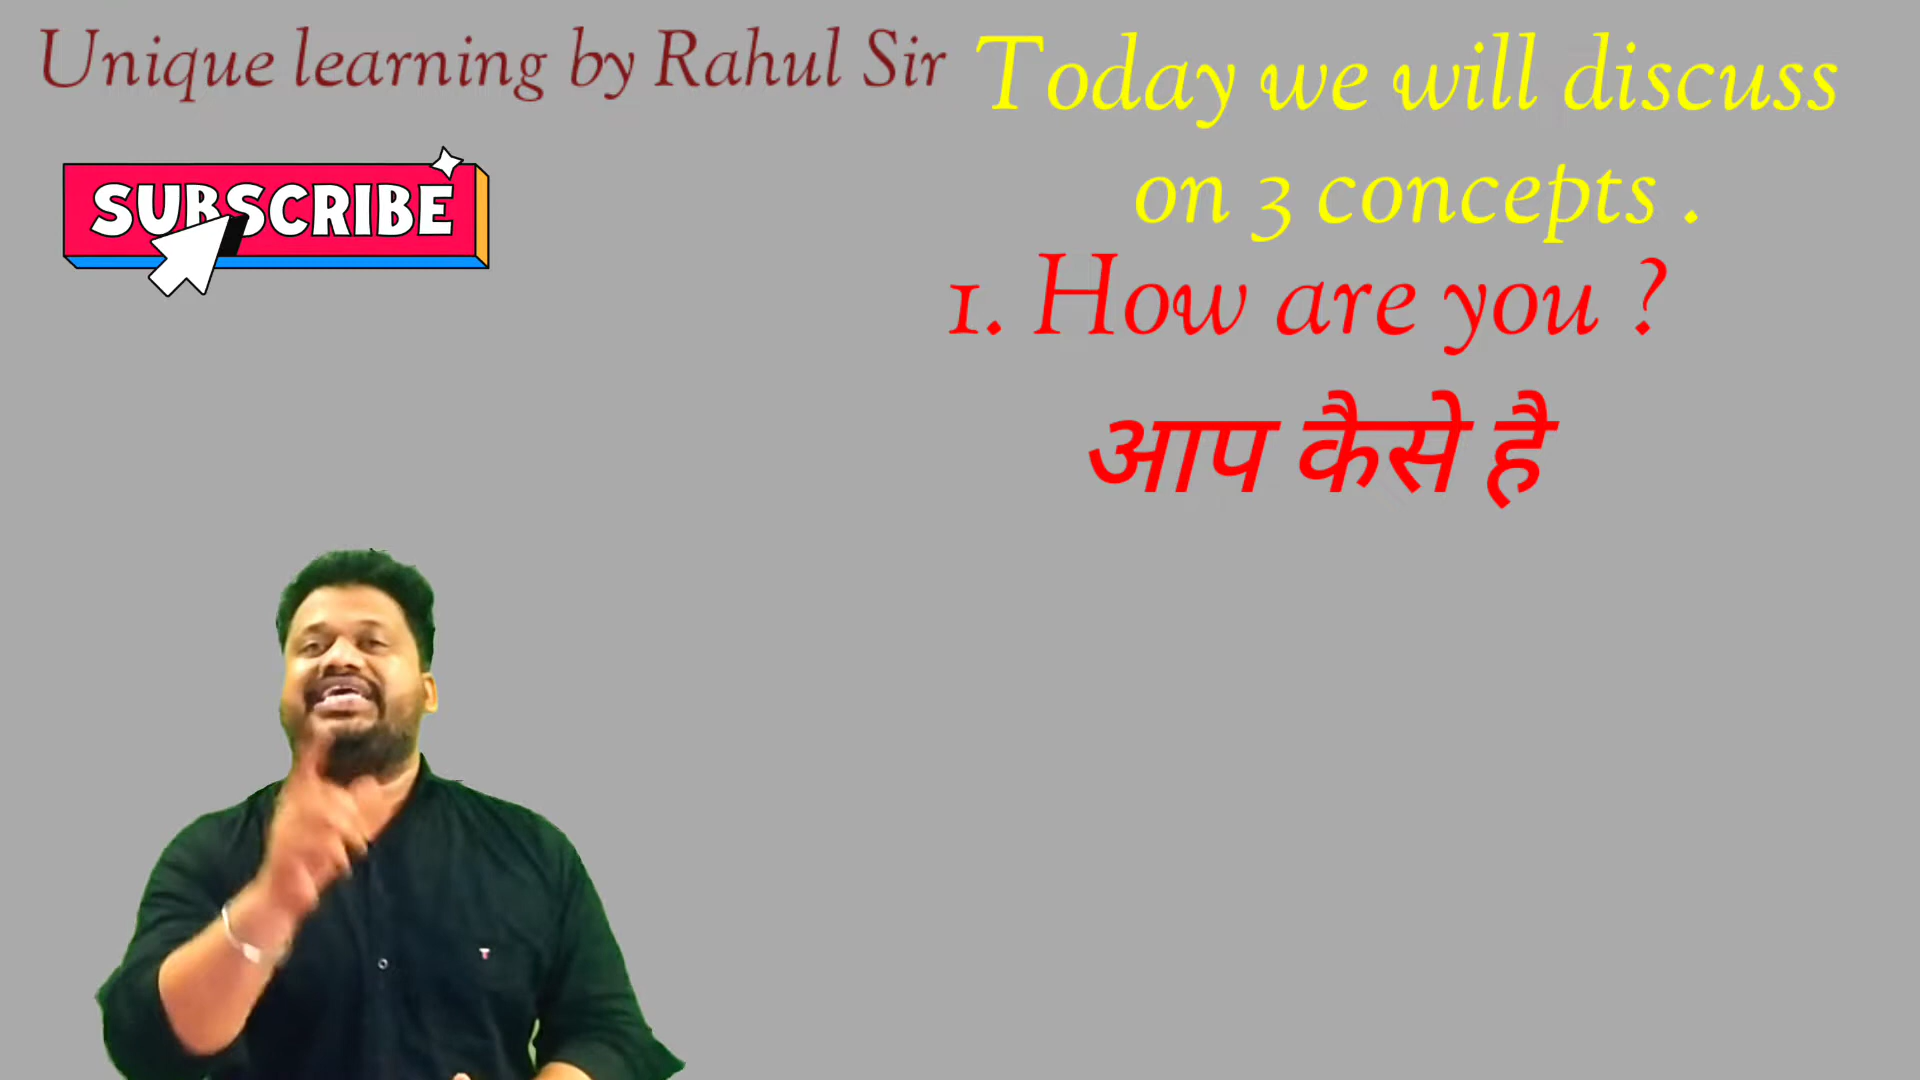 Unique learning by Rahul Sir
SUBSCRIBE
Today we will discuss
on 3 concepts .
1. How are you ?
आप कैसे है